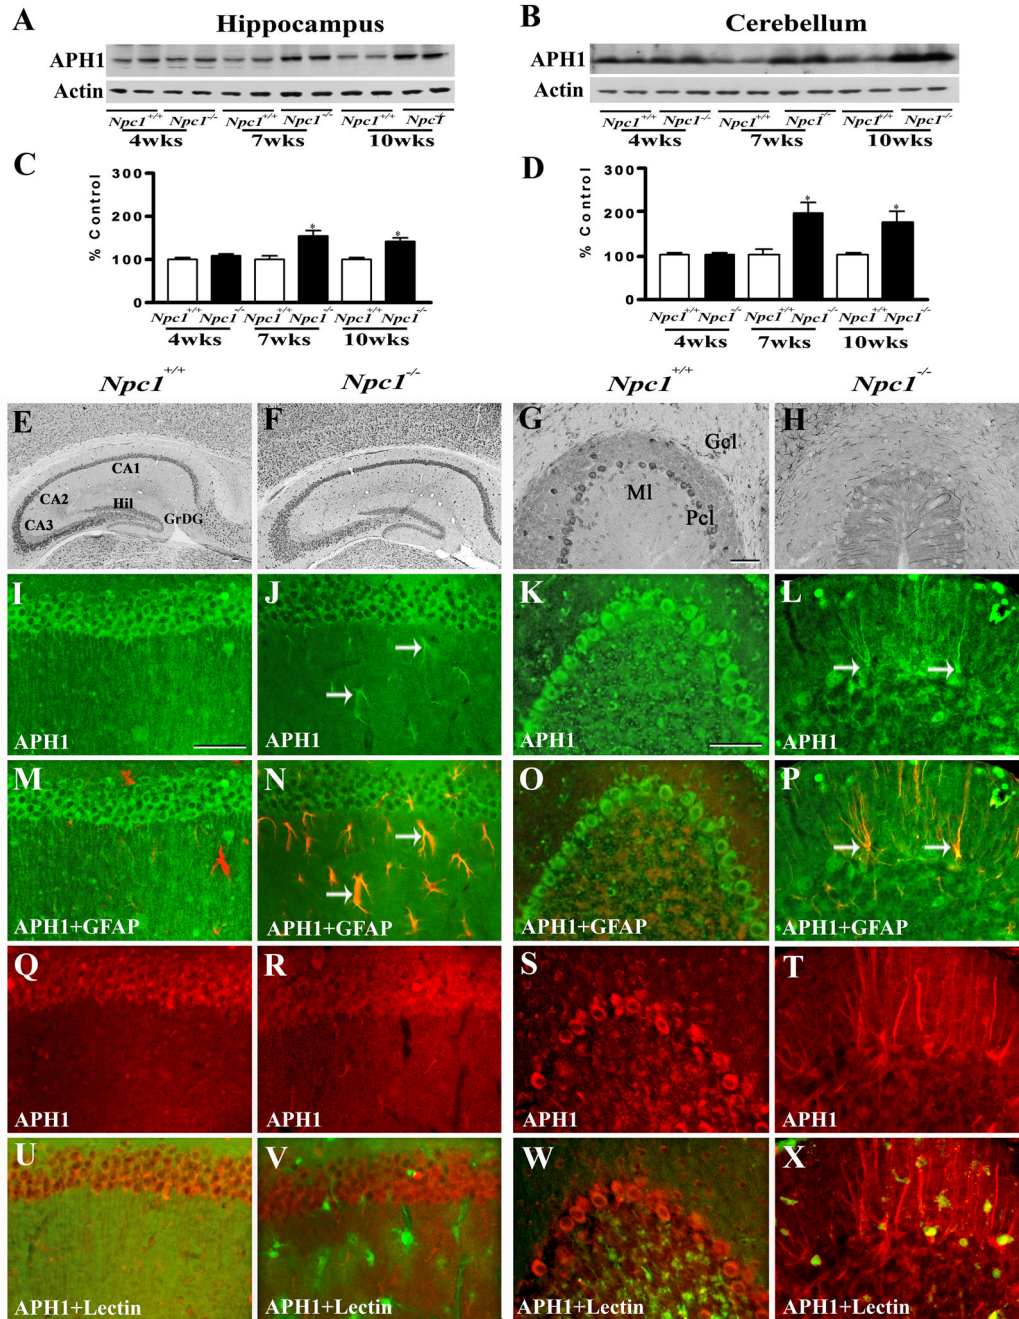 A
Hippocampus
APH1
Actin
Npc1+/+ Npc1-/- Npc1+/+ Npc1-/- Npc1+/+ Npc1-/-
4wks 7wks 10wks
B
Cerebellum
APH1
Actin
Npc1+/+ Npc1-/- Npc1+/+ Npc1-/- Npc1+/+ Npc1-/-
4wks 7wks 10wks
C
% Control
300
200
100
0
* *
Npc1+/+ Npc1-/- Npc1+/+ Npc1-/- Npc1+/+ Npc1-/-
4wks 7wks 10wks
D
% Control
300
200
100
0
* *
Npc1+/+ Npc1-/- Npc1+/+ Npc1-/- Npc1+/+ Npc1-/-
4wks 7wks 10wks
Npc1+/+ Npc1-/- Npc1+/+ Npc1-/-
E
CA1
CA2
CA3
Hil
GrDG
F
G
Gcl
Ml
Pcl
H
I
APH1
J
APH1
K
APH1
L
APH1
M
APH1+GFAP
N
APH1+GFAP
O
APH1+GFAP
P
APH1+GFAP
Q
APH1
R
APH1
S
APH1
T
APH1
U
APH1+Lectin
V
APH1+Lectin
W
APH1+Lectin
X
APH1+Lectin